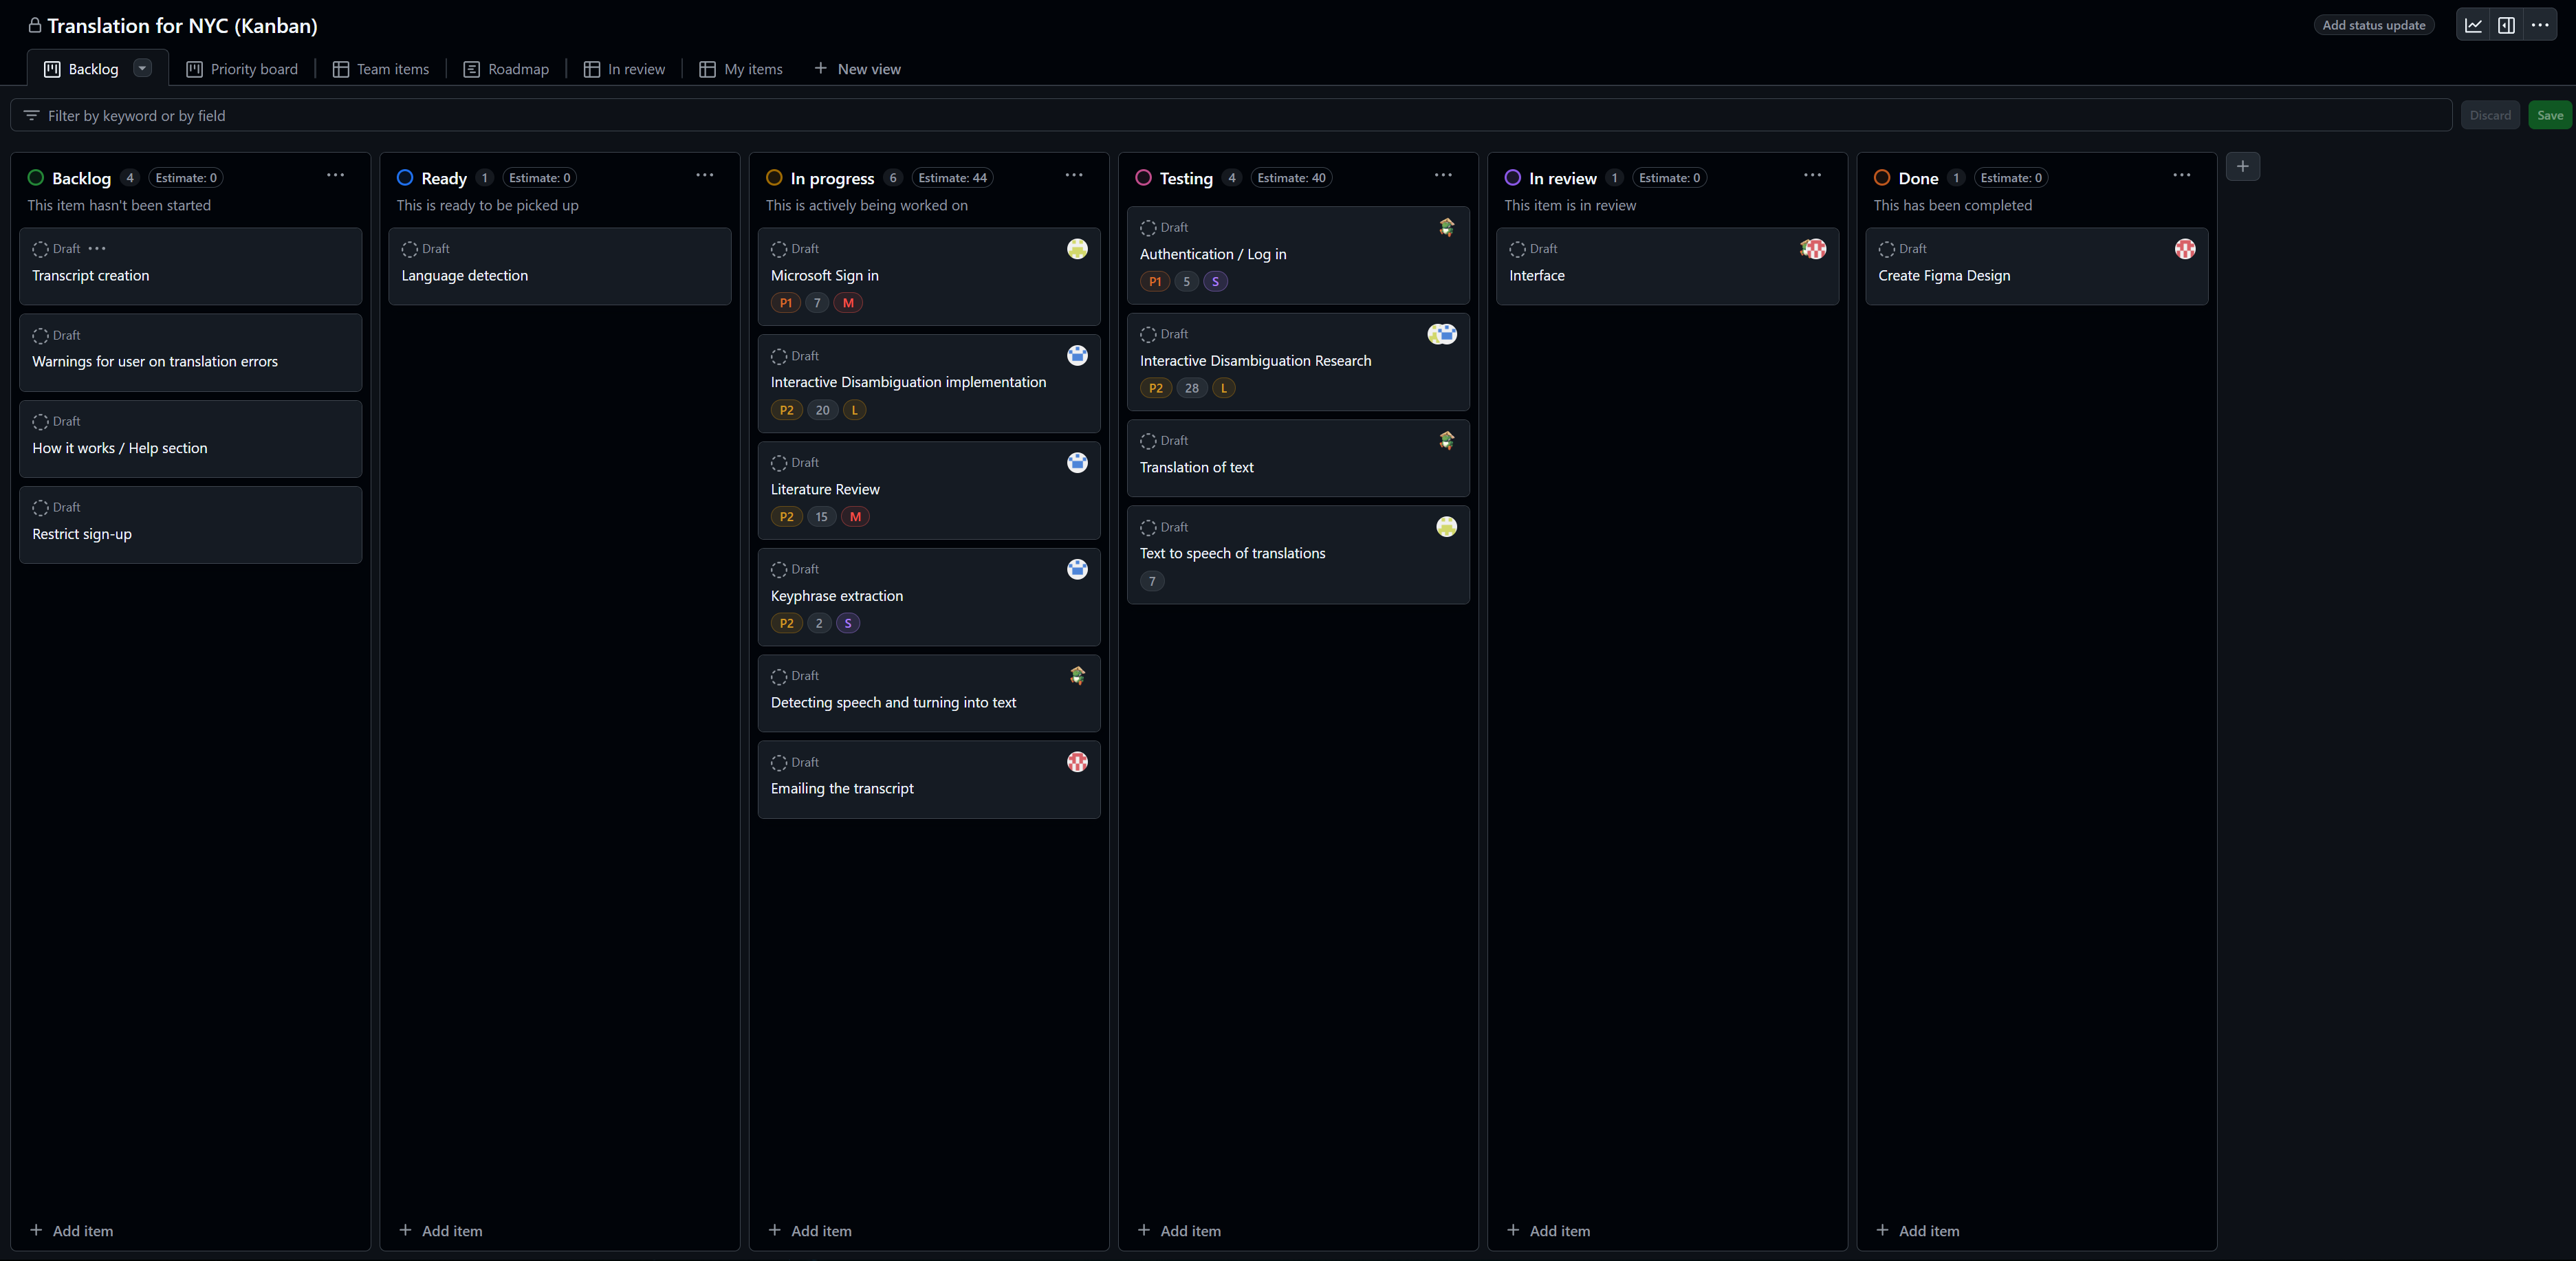 Translation for NYC (Kanban)
Add status update
Backlog
Priority board
Team items
Roadmap
In review
My items
New view
Filter by keyword or by field
Discard
Save
Backlog 4 Estimate: 0
This item hasn't been started
Draft
Transcript creation
Draft
Warnings for user on translation errors
Draft
How it works / Help section
Draft
Restrict sign-up
Add item
Ready 1 Estimate: 0
This is ready to be picked up
Draft
Language detection
Add item
In progress 6 Estimate: 44
This is actively being worked on
Draft
Microsoft Sign in
P1 7 M
Draft
Interactive Disambiguation implementation
P2 20 L
Draft
Literature Review
P2 15 M
Draft
Keyphrase extraction
P2 2 S
Draft
Detecting speech and turning into text
Draft
Emailing the transcript
Add item
Testing 4 Estimate: 40
Draft
Authentication / Log in
P1 5 S
Draft
Interactive Disambiguation Research
P2 28 L
Draft
Translation of text
Draft
Text to speech of translations
7
Add item
In review 1 Estimate: 0
This item is in review
Draft
Interface
Add item
Done 1 Estimate: 0
This has been completed
Draft
Create Figma Design
Add item